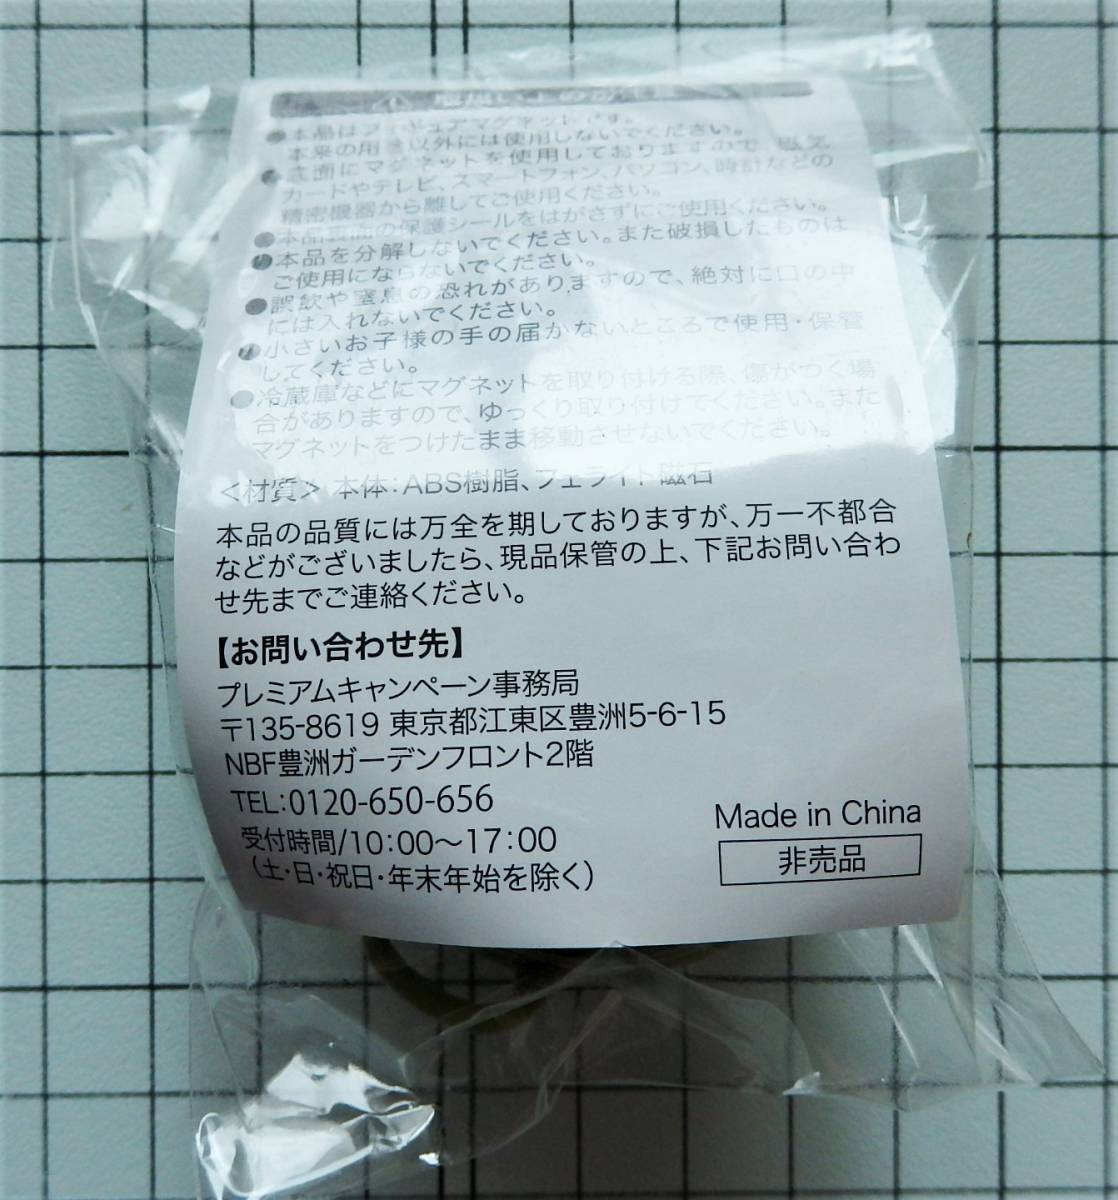 ●本品はフィギュアマグネットです。
本来の用途以外には使用しないでください。
●底面にマグネットを使用しておりますので、磁気
カードやテレビ、スマートフォン、パソコン、時計などの
精密機器から離してご使用ください。
●本品裏面の保護シールをはがさずにご使用ください。
●本品を分解しないでください。また破損したものは
ご使用にならないでください。
●誤飲や窒息の恐れがありますので、絶対に口の中
には入れないでください。
●小さいお子様の手の届かないところで使用・保管
してください。
●冷蔵庫などにマグネットを取り付ける際、傷がつく場
合がありますので、ゆっくり取り付けてください。また
マグネットをつけたまま移動させないでください。
＜材質＞ 本体：ABS樹脂、フェライト磁石
本品の品質には万全を期しておりますが、万一不都合
などがございましたら、現品保管の上、下記お問い合わ
せ先までご連絡ください。
【お問い合わせ先】
プレミアムキャンペーン事務局
〒135-8619 東京都江東区豊洲5-6-15
NBF豊洲ガーデンフロント2階
TEL:0120-650-656
受付時間/10:00〜17:00
（土・日・祝日・年末年始を除く）
Made in China
非売品